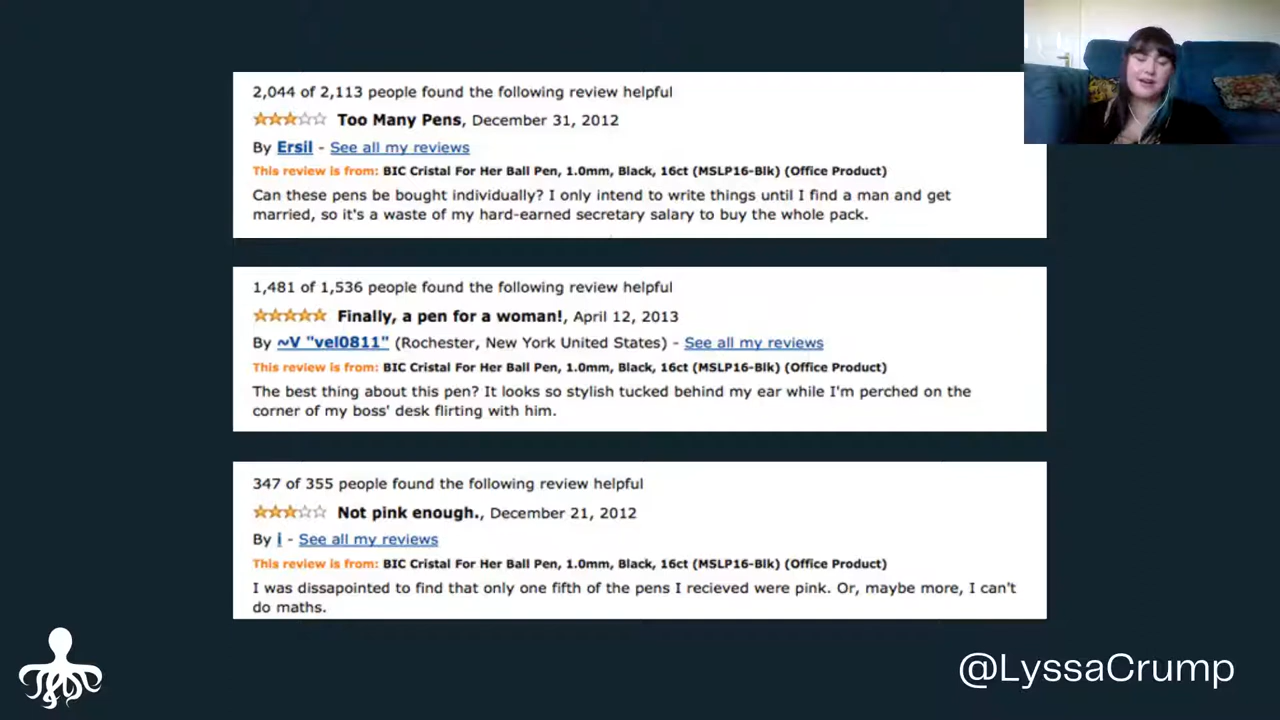 2,044 of 2,113 people found the following review helpful
Too Many Pens, December 31, 2012
By Ersil - See all my reviews
This review is from: BIC Cristal For Her Ball Pen, 1.0mm, Black, 16ct (MSLP16-Blk) (Office Product)
Can these pens be bought individually? I only intend to write things until I find a man and get
married, so it's a waste of my hard-earned secretary salary to buy the whole pack.
1,481 of 1,536 people found the following review helpful
Finally, a pen for a woman!, April 12, 2013
By ~V "vel0811" (Rochester, New York United States) - See all my reviews
This review is from: BIC Cristal For Her Ball Pen, 1.0mm, Black, 16ct (MSLP16-Blk) (Office Product)
The best thing about this pen? It looks so stylish tucked behind my ear while I'm perched on the
corner of my boss' desk flirting with him.
347 of 355 people found the following review helpful
Not pink enough., December 21, 2012
By i - See all my reviews
This review is from: BIC Cristal For Her Ball Pen, 1.0mm, Black, 16ct (MSLP16-Blk) (Office Product)
I was dissapointed to find that only one fifth of the pens I recieved were pink. Or, maybe more, I can't
do maths.
@LyssaCrump